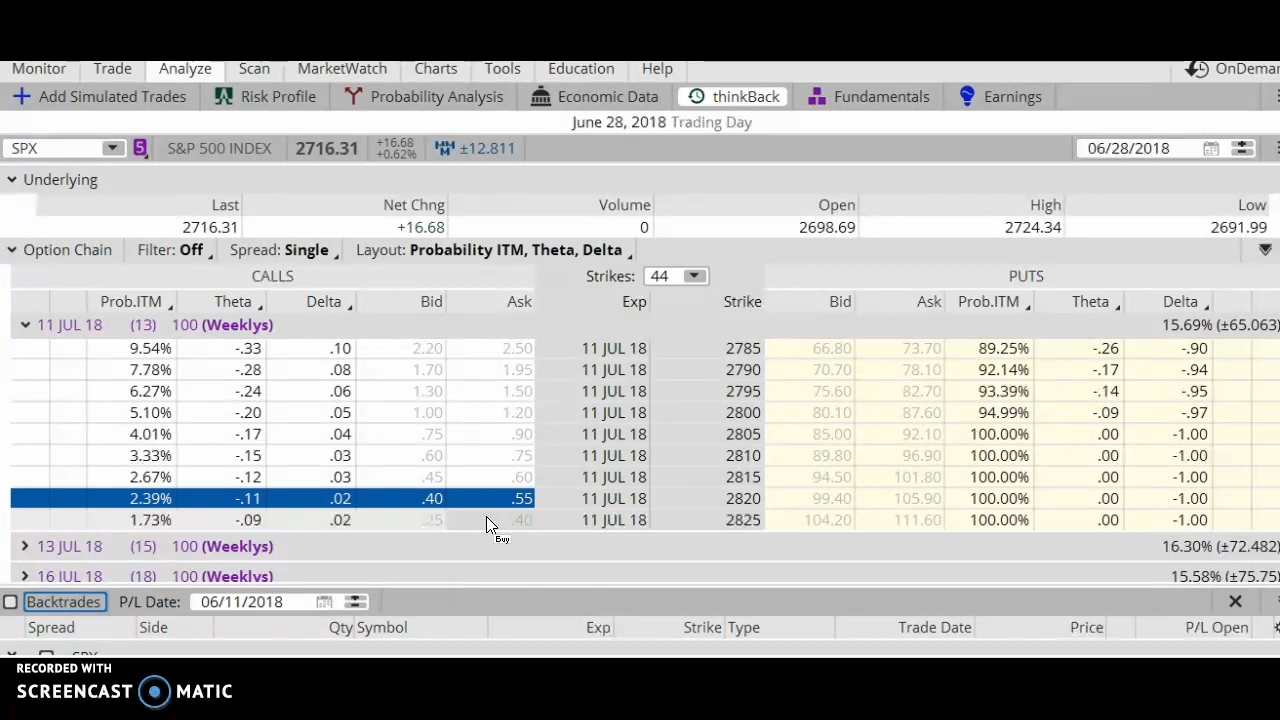 Monitor Trade Analyze Scan MarketWatch Charts Tools Education Help OnDemar
+ Add Simulated Trades Risk Profile Probability Analysis Economic Data thinkBack Fundamentals Earnings
June 28, 2018 Trading Day
SPX 5 S&P 500 INDEX 2716.31 +16.68 +0.62% MM ±12.811 06/28/2018
Underlying
Last Net Chng Volume Open High Low
2716.31 +16.68 0 2698.69 2724.34 2691.99
Option Chain Filter: Off Spread: Single Layout: Probability ITM, Theta, Delta
CALLS Strikes: 44 PUTS
Prob.ITM Theta Delta Bid Ask Exp Strike Bid Ask Prob.ITM Theta Delta
11 JUL 18 (13) 100 (Weeklys) 15.69% (±65.063)
9.54% -.33 .10 2.20 2.50 11 JUL 18 2785 66.80 73.70 89.25% -.26 -.90
7.78% -.28 .08 1.70 1.95 11 JUL 18 2790 70.70 78.10 92.14% -.17 -.94
6.27% -.24 .06 1.30 1.50 11 JUL 18 2795 75.60 82.70 93.39% -.14 -.95
5.10% -.20 .05 1.00 1.20 11 JUL 18 2800 80.10 87.60 94.99% -.09 -.97
4.01% -.17 .04 .75 .90 11 JUL 18 2805 85.00 92.10 100.00% .00 -1.00
3.33% -.15 .03 .60 .75 11 JUL 18 2810 89.80 96.90 100.00% .00 -1.00
2.67% -.12 .03 .45 .60 11 JUL 18 2815 94.50 101.80 100.00% .00 -1.00
2.39% -.11 .02 .40 .55 11 JUL 18 2820 99.40 105.90 100.00% .00 -1.00
1.73% -.09 .02 .25 .40 11 JUL 18 2825 104.20 111.60 100.00% .00 -1.00
Buy
13 JUL 18 (15) 100 (Weeklys) 16.30% (±72.482)
16 JUL 18 (18) 100 (Weeklys) 15.58% (±75.75)
Backtrades P/L Date: 06/11/2018
Spread Side Qty Symbol Exp Strike Type Trade Date Price P/L Open
RECORDED WITH
SCREENCAST MATIC